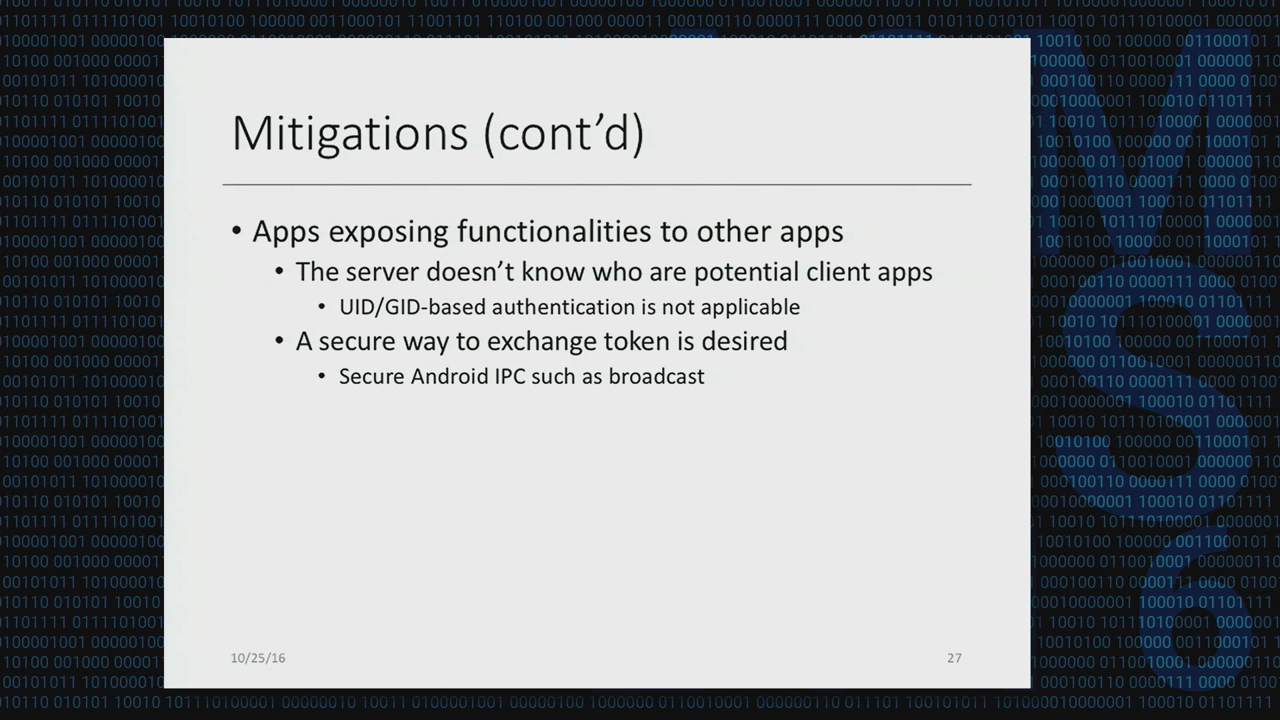 Mitigations (cont’d)
• Apps exposing functionalities to other apps
• The server doesn’t know who are potential client apps
• UID/GID-based authentication is not applicable
• A secure way to exchange token is desired
• Secure Android IPC such as broadcast
10/25/16
27